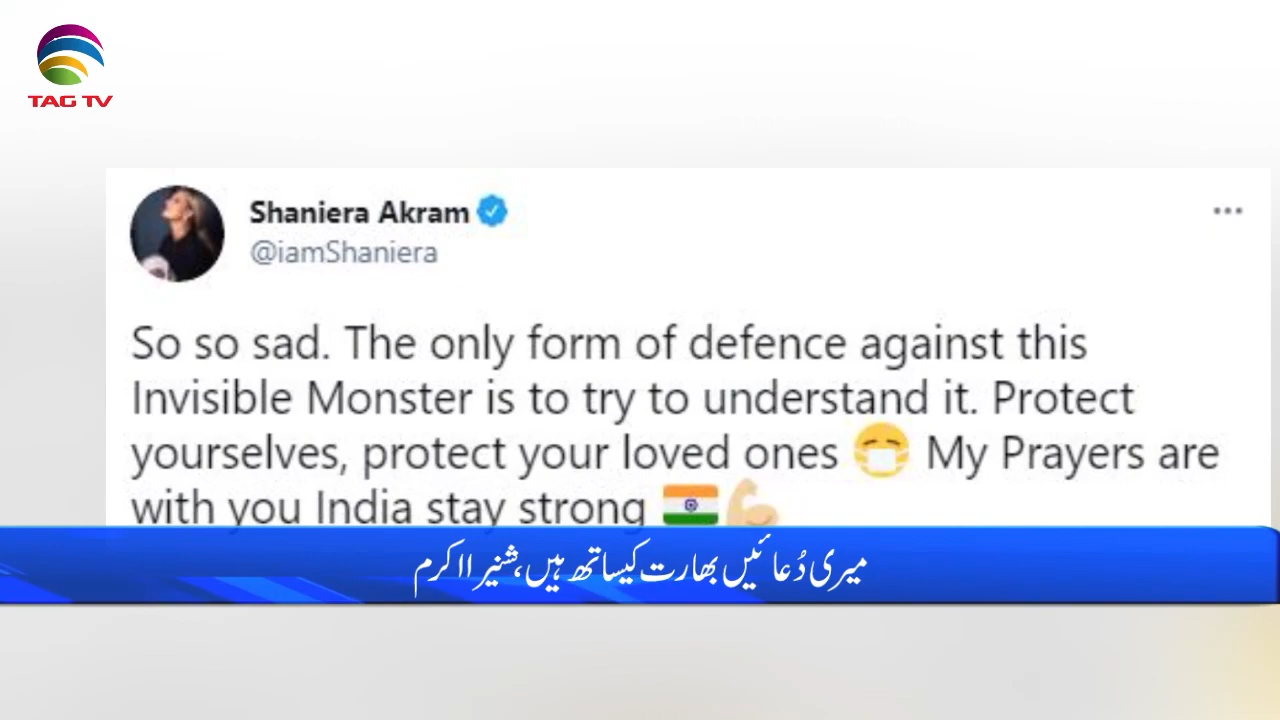 TAG TV
Shaniera Akram
@iamShaniera
So so sad. The only form of defence against this
Invisible Monster is to try to understand it. Protect
yourselves, protect your loved ones 😷 My Prayers are
with you India stay strong 🇮🇳💪🏼
میری دُعائیں بھارت کیساتھ ہیں،شنیرا اکرم